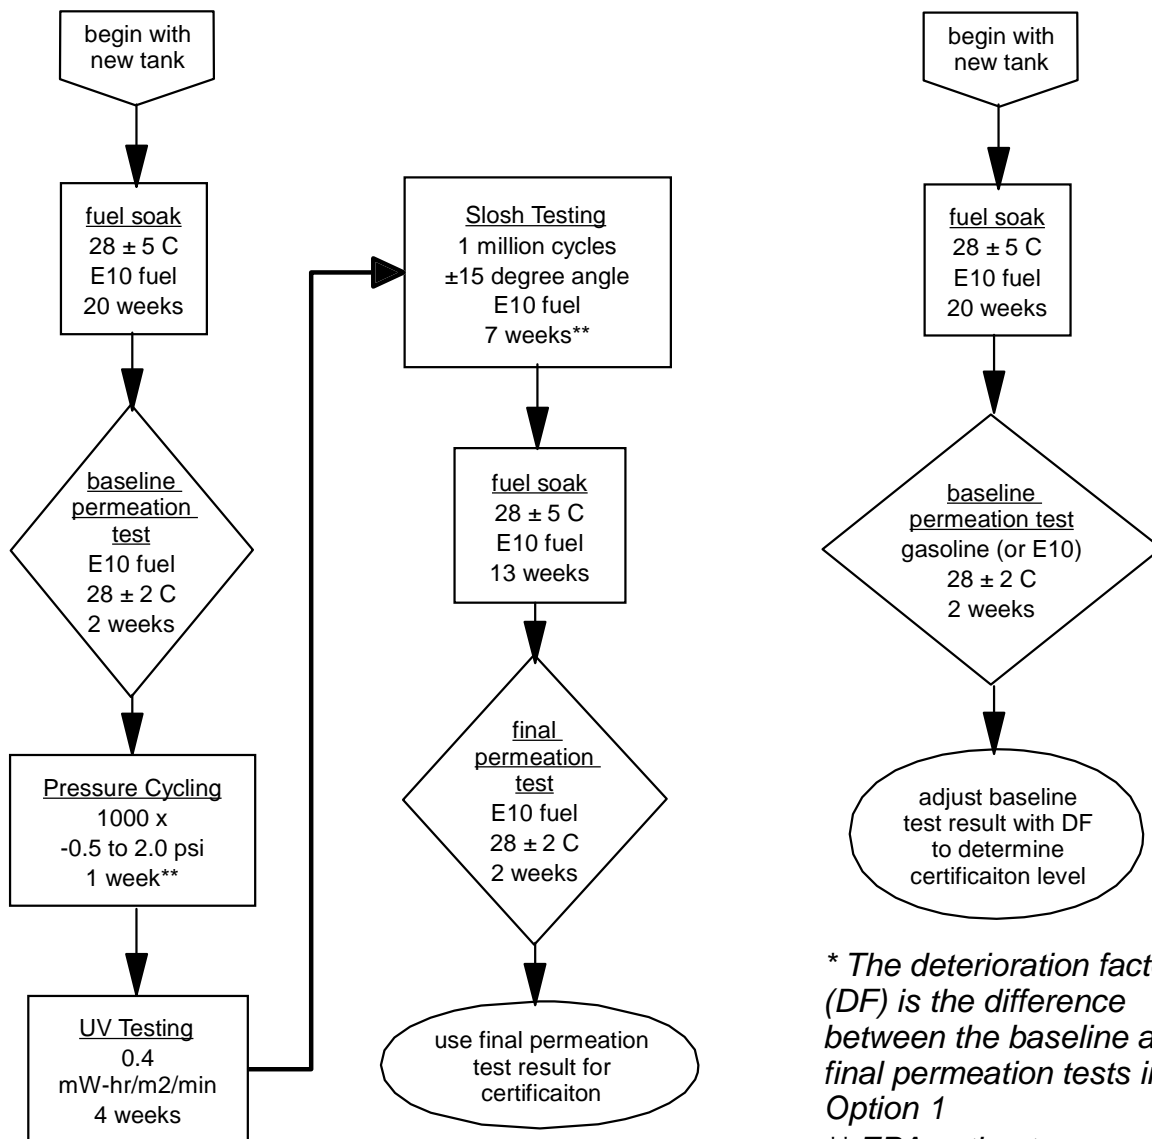 begin with
new tank
fuel soak
28 ± 5 C
E10 fuel
20 weeks
baseline
permeation
test
E10 fuel
28 ± 2 C
2 weeks
Pressure Cycling
1000 x
-0.5 to 2.0 psi
1 week**
UV Testing
0.4
mW-hr/m2/min
4 weeks
Slosh Testing
1 million cycles
±15 degree angle
E10 fuel
7 weeks**
fuel soak
28 ± 5 C
E10 fuel
13 weeks
final
permeation
test
E10 fuel
28 ± 2 C
2 weeks
use final permeation
test result for
certificaiton
begin with
new tank
fuel soak
28 ± 5 C
E10 fuel
20 weeks
baseline
permeation test
gasoline (or E10)
28 ± 2 C
2 weeks
adjust baseline
test result with DF
to determine
certificaiton level
* The deterioration
(DF) is the difference
between the baseline
final permeation tests
Option 1